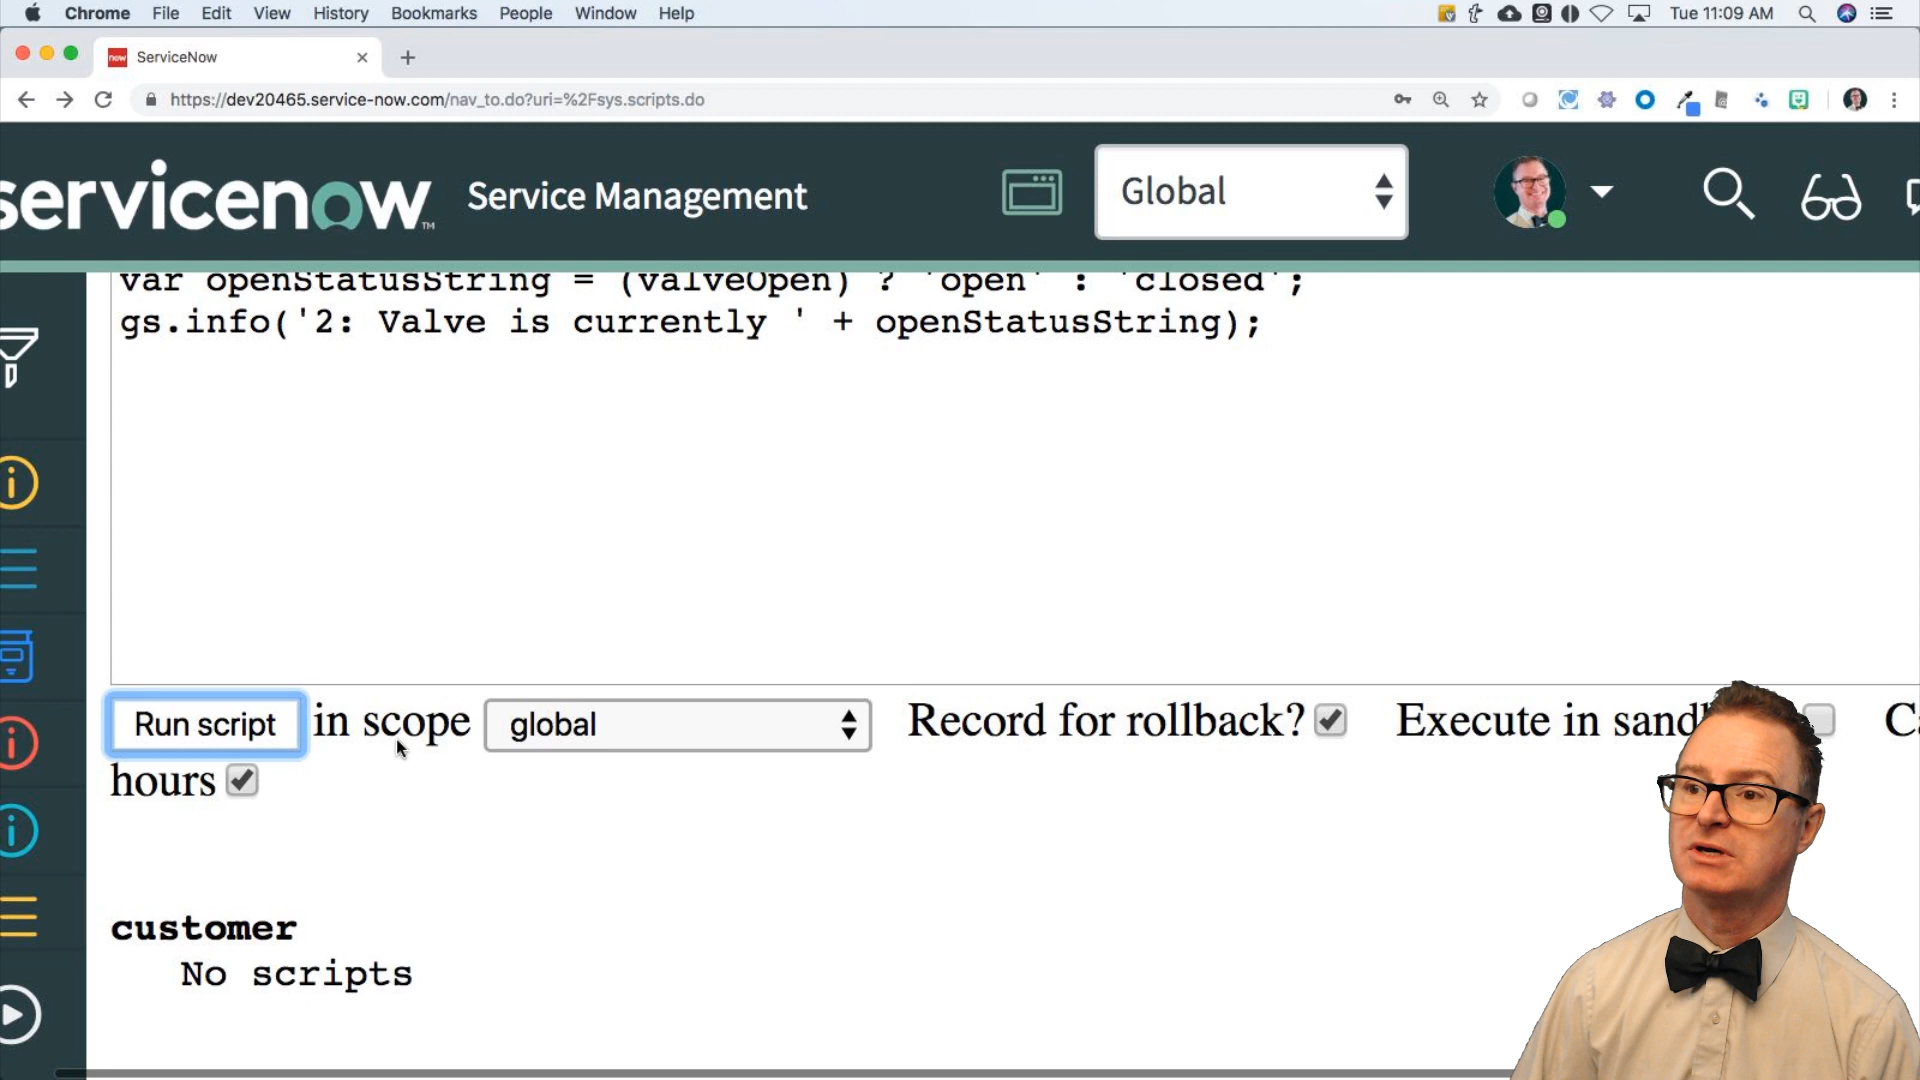 Chrome File Edit View History Bookmarks People Window Help Tue 11:09 AM
now ServiceNow
https://dev20465.service-now.com/nav_to.do?uri=%2Fsys.scripts.do
servicenow™ Service Management Global
var openStatusString = (valveOpen) ? 'open' : 'closed';
gs.info('2: Valve is currently ' + openStatusString);
Run script in scope global Record for rollback? Execute in sand
hours
customer
No scripts